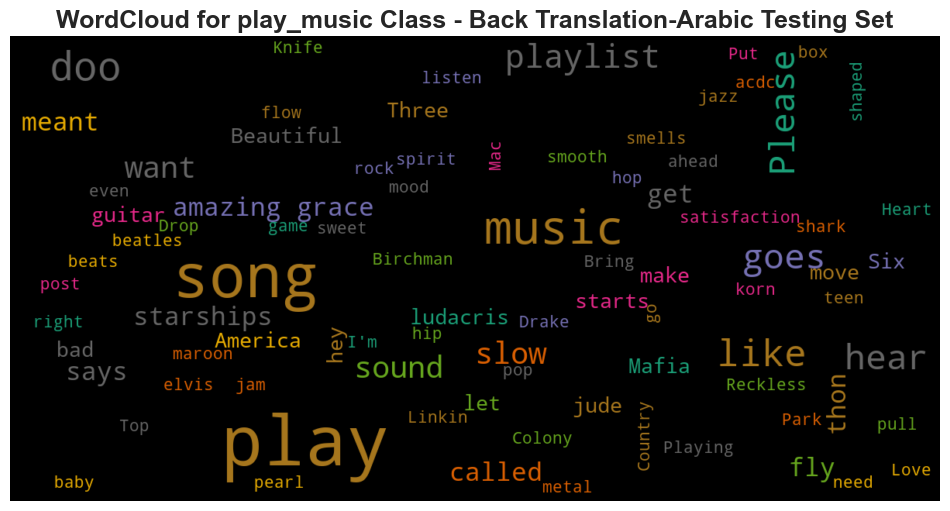 WordCloud for play_music Class - Back Translation-Arabic Testing Set
Knife
playlist
Put
box
doo
listen
acdc
Please
shaped
jazz
meant
flow
Three
Beautiful
smells
want
rock
spirit
Mac
smooth
ahead
even
mood
hop
get
guitar
amazing grace
Drop
game
sweet
music
satisfaction
shark
Heart
beatles
beats
Birchman
Bring
goes
Six
post
song
make
move
korn
teen
starts
go
right
starships
ludacris
Drake
America
hey
I'm
hip
bad
maroon
says
sound
slow
pop
Mafia
like
hear
elvis
jam
Reckless
thon
let
jude
Linkin
Country
Park
pull
Top
play
Colony
Playing
called
fly
baby
pearl
metal
need
Love